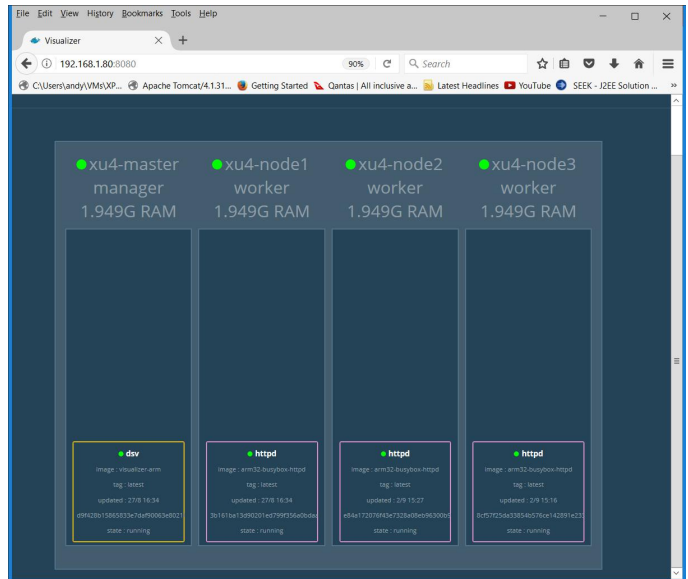 File Edit View History Bookmarks Tools Help
Visualizer
192.168.1.80:8080 90% Search
C:\Users\andy\VMs\XP... Apache Tomcat/4.1.31... Getting Started Qantas | All inclusive a... Latest Headlines YouTube SEEK - J2EE Solution ... »
xu4-master xu4-node1 xu4-node2 xu4-node3
manager worker worker worker
1.949G RAM 1.949G RAM 1.949G RAM 1.949G RAM
dsv httpd httpd httpd
image : visualizer-arm image : arm32-busybox-httpd image : arm32-busybox-httpd image : arm32-busybox-httpd
tag : latest tag : latest tag : latest tag : latest
updated : 27/8 16:34 updated : 27/8 16:34 updated : 2/9 15:27 updated : 2/9 15:16
state : running state : running state : running state : running